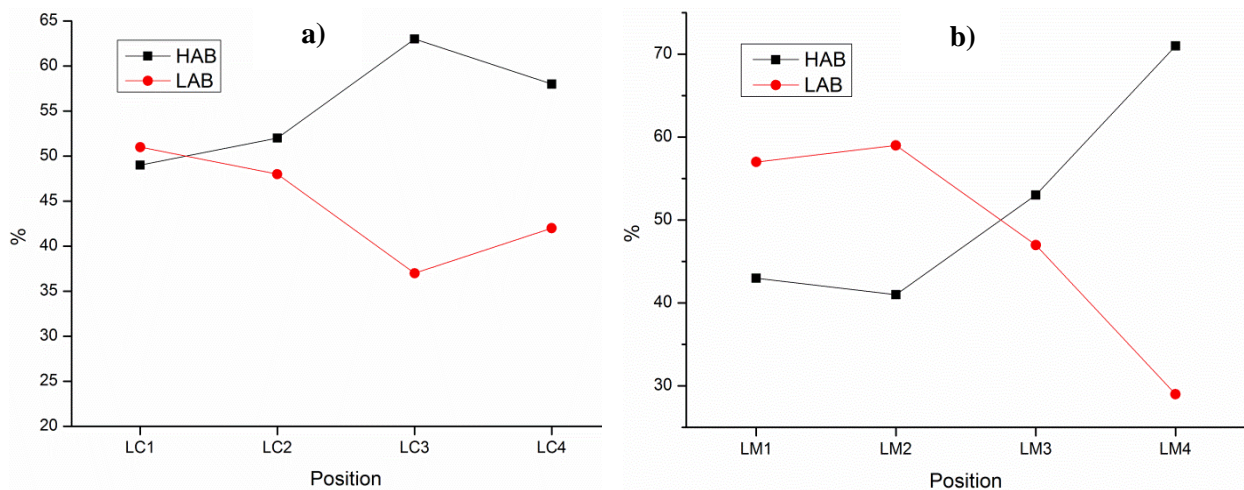 a)
HAB
LAB
65
60
55
50
45
40
35
30
25
20
%
LC1 LC2 LC3 LC4
Position
b)
HAB
LAB
70
60
50
40
30
%
LM1 LM2 LM3 LM4
Position